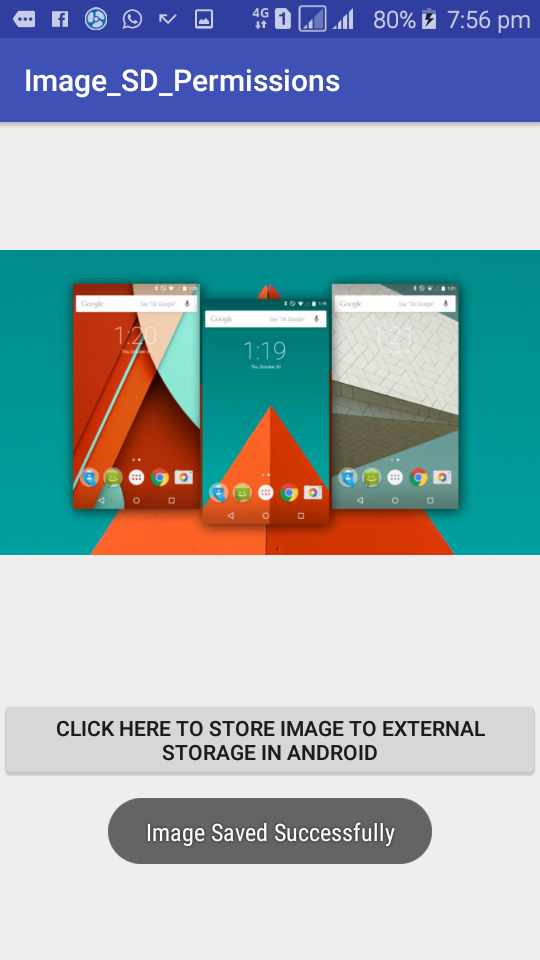 4G 1 80% 7:56 pm
Image_SD_Permissions
Google Say "Ok Google" Google Say "Ok Google" Google Say "Ok Google"
1:20 1:19 1:21
Thu, October 30
CLICK HERE TO STORE IMAGE TO EXTERNAL
STORAGE IN ANDROID
Image Saved Successfully